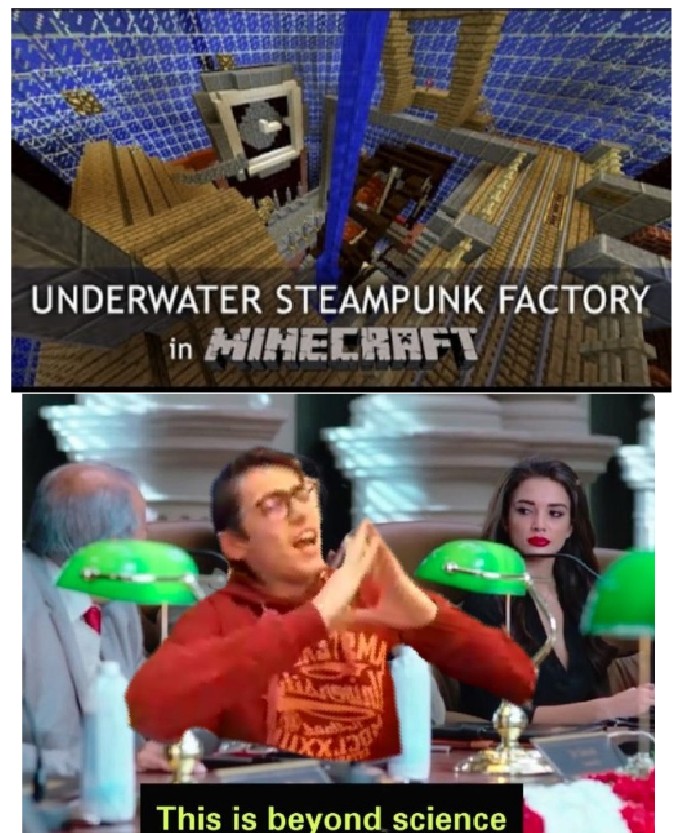 UNDERWATER STEAMPUNK FACTORY
in MINECRAFT
This is beyond science